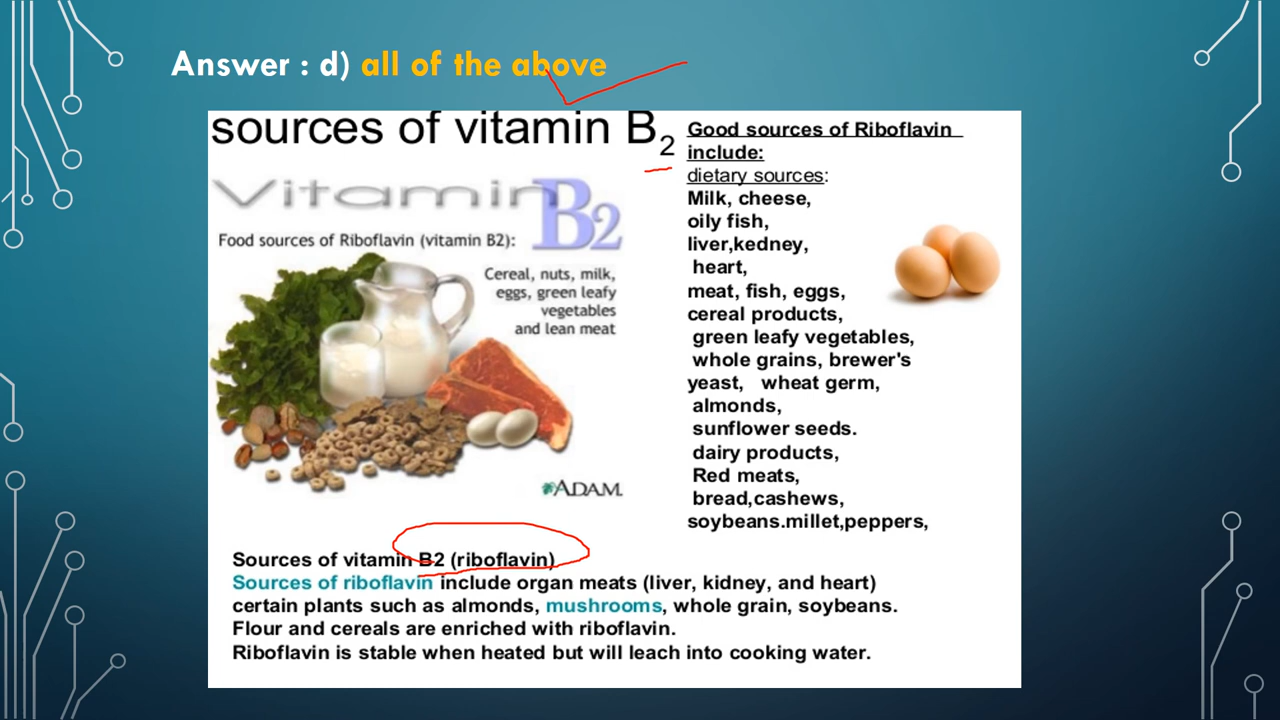 Answer : d) all of the above
sources of vitamin B2
Vitamin B2
Food sources of Riboflavin (vitamin B2):
Cereal, nuts, milk,
eggs, green leafy
vegetables
and lean meat
ADAM.
Good sources of Riboflavin
include:
dietary sources:
Milk, cheese,
oily fish,
liver,kedney,
heart,
meat, fish, eggs,
cereal products,
green leafy vegetables,
whole grains, brewer's
yeast, wheat germ,
almonds,
sunflower seeds.
dairy products,
Red meats,
bread,cashews,
soybeans.millet,peppers,
Sources of vitamin B2 (riboflavin)
Sources of riboflavin include organ meats (liver, kidney, and heart)
certain plants such as almonds, mushrooms, whole grain, soybeans.
Flour and cereals are enriched with riboflavin.
Riboflavin is stable when heated but will leach into cooking water.